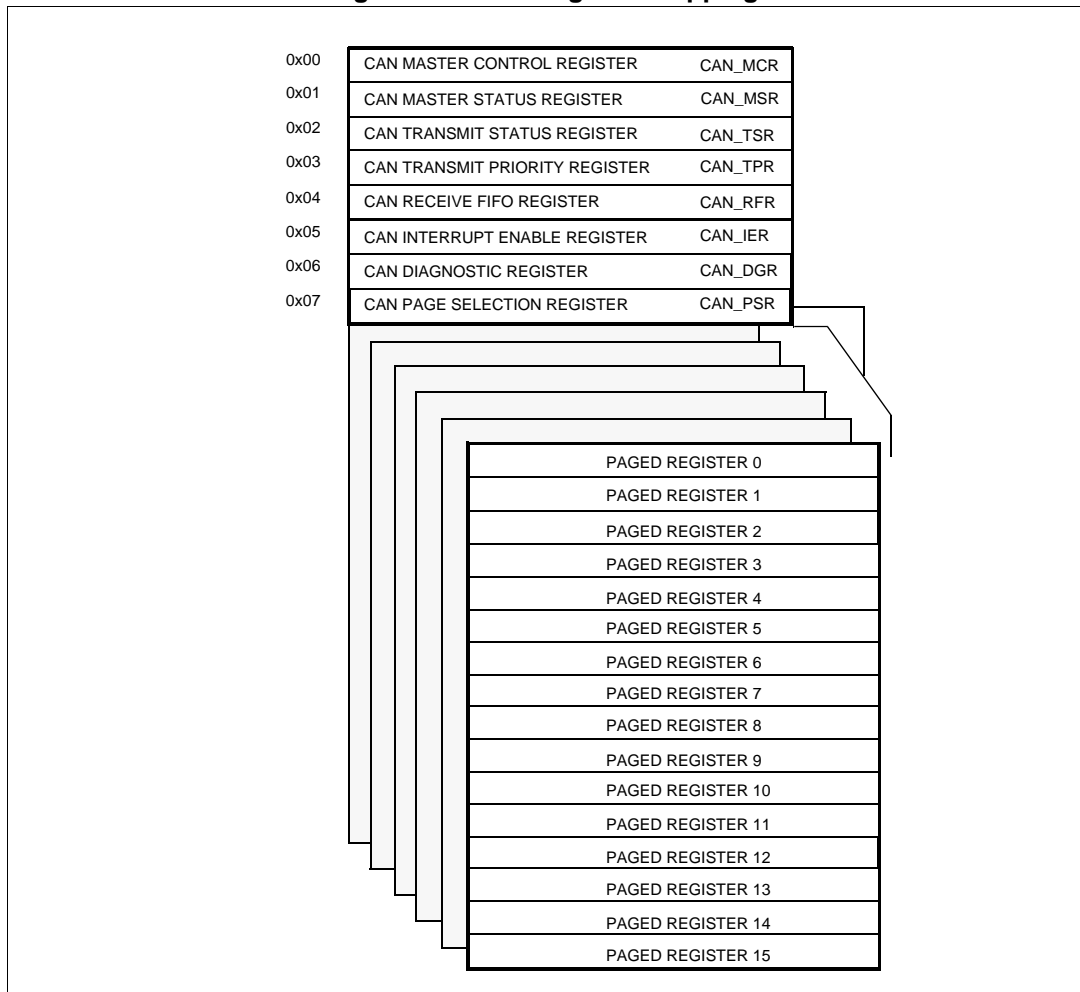 0x00 CAN MASTER CONTROL REGISTER CAN_MCR
0x01 CAN MASTER STATUS REGISTER CAN_MSR
0x02 CAN TRANSMIT STATUS REGISTER CAN_TSR
0x03 CAN TRANSMIT PRIORITY REGISTER CAN_TPR
0x04 CAN RECEIVE FIFO REGISTER CAN_RFR
0x05 CAN INTERRUPT ENABLE REGISTER CAN_IER
0x06 CAN DIAGNOSTIC REGISTER CAN_DGR
0x07 CAN PAGE SELECTION REGISTER CAN_PSR
PAGED REGISTER 0
PAGED REGISTER 1
PAGED REGISTER 2
PAGED REGISTER 3
PAGED REGISTER 4
PAGED REGISTER 5
PAGED REGISTER 6
PAGED REGISTER 7
PAGED REGISTER 8
PAGED REGISTER 9
PAGED REGISTER 10
PAGED REGISTER 11
PAGED REGISTER 12
PAGED REGISTER 13
PAGED REGISTER 14
PAGED REGISTER 15